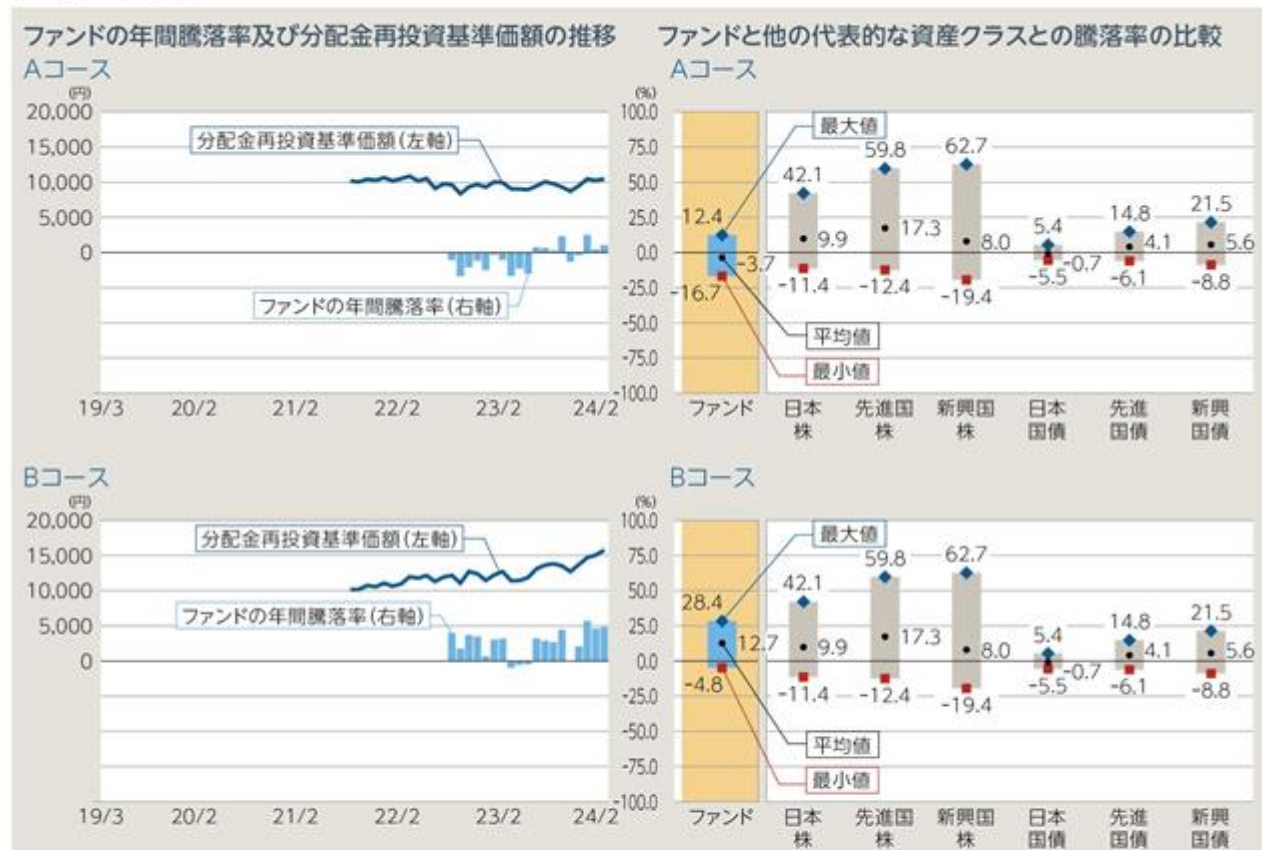 ファンドの年間騰落率及び分配金再投資基準価額の推移
Aコース
(円)
20,000
15,000
10,000
5,000
0
(%)
100.0
75.0
50.0
25.0
0.0
-25.0
-50.0
-75.0
-100.0
分配金再投資基準価額(左軸)
ファンドの年間騰落率(右軸)
19/3 20/2 21/2 22/2 23/2 24/2
ファンドと他の代表的な資産クラスとの騰落率の比較
Aコース
最大値
12.4 42.1 59.8 62.7 5.4 14.8 21.5
-3.7 9.9 17.3 8.0 -0.7 4.1 5.6
-16.7 -11.4 -12.4 -19.4 -5.5 -6.1 -8.8
平均値
最小値
ファンド 日本株 先進国株 新興国株 日本国債 先進国債 新興国債
Bコース
(円)
20,000
15,000
10,000
5,000
0
(%)
100.0
75.0
50.0
25.0
0.0
-25.0
-50.0
-75.0
-100.0
分配金再投資基準価額(左軸)
ファンドの年間騰落率(右軸)
19/3 20/2 21/2 22/2 23/2 24/2
Bコース
最大値
28.4 42.1 59.8 62.7 5.4 14.8 21.5
12.7 9.9 17.3 8.0 -0.7 4.1 5.6
-4.8 -11.4 -12.4 -19.4 -5.5 -6.1 -8.8
平均値
最小値
ファンド 日本株 先進国株 新興国株 日本国債 先進国債 新興国債